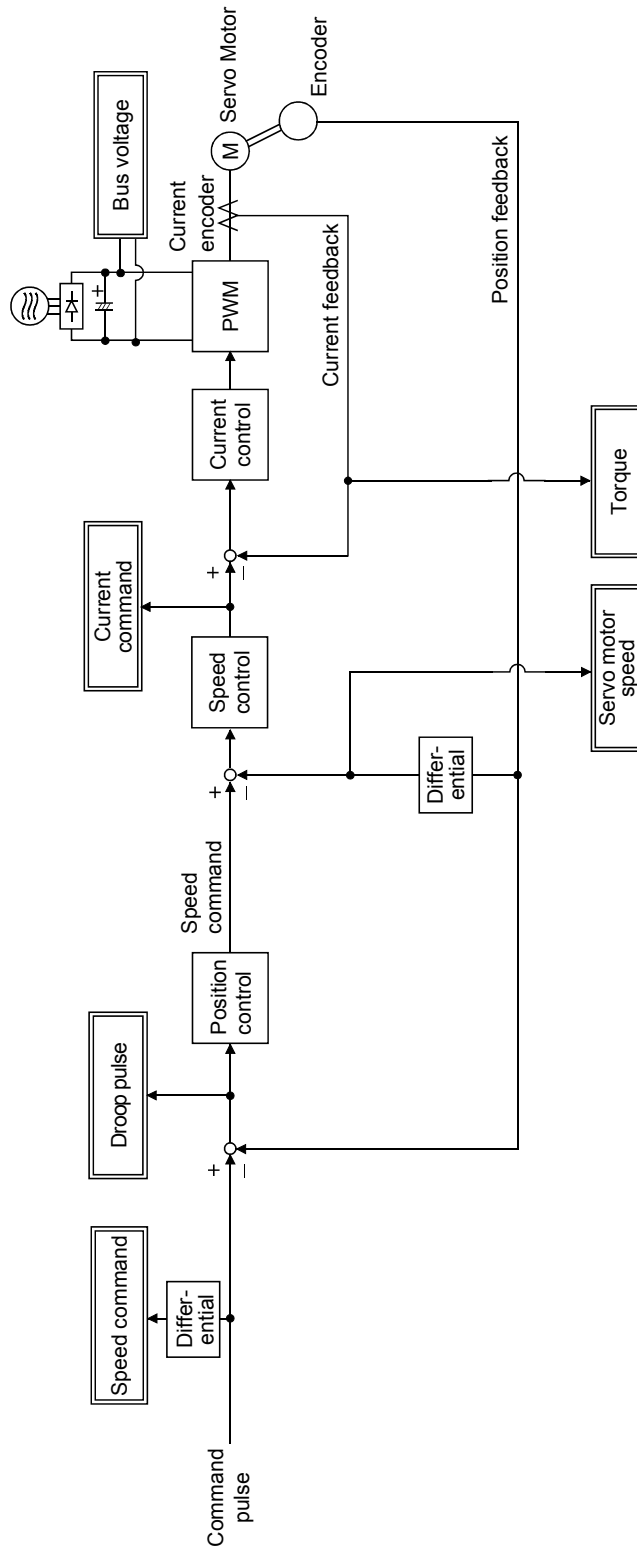 Command
pulse
Speed command
Differ-
ential
+
−
Droop pulse
Position
control
Speed
command
+
−
Speed
control
Current
command
+
−
Current
control
PWM
+
Bus voltage
Current
encoder
M
Servo Motor
Encoder
Current feedback
Position feedback
Differ-
ential
Servo motor
speed
Torque